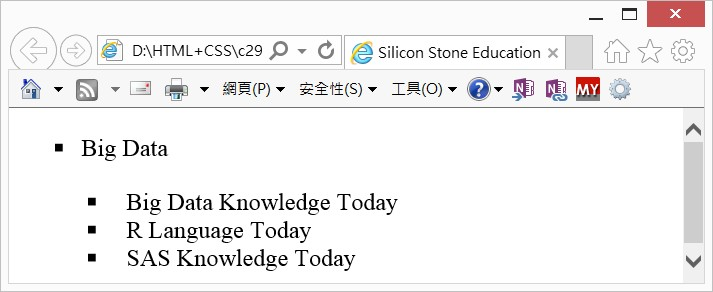 D:\HTML+CSS\c29
Silicon Stone Education
網頁(P) 安全性(S) 工具(O) MY
Big Data
Big Data Knowledge Today
R Language Today
SAS Knowledge Today